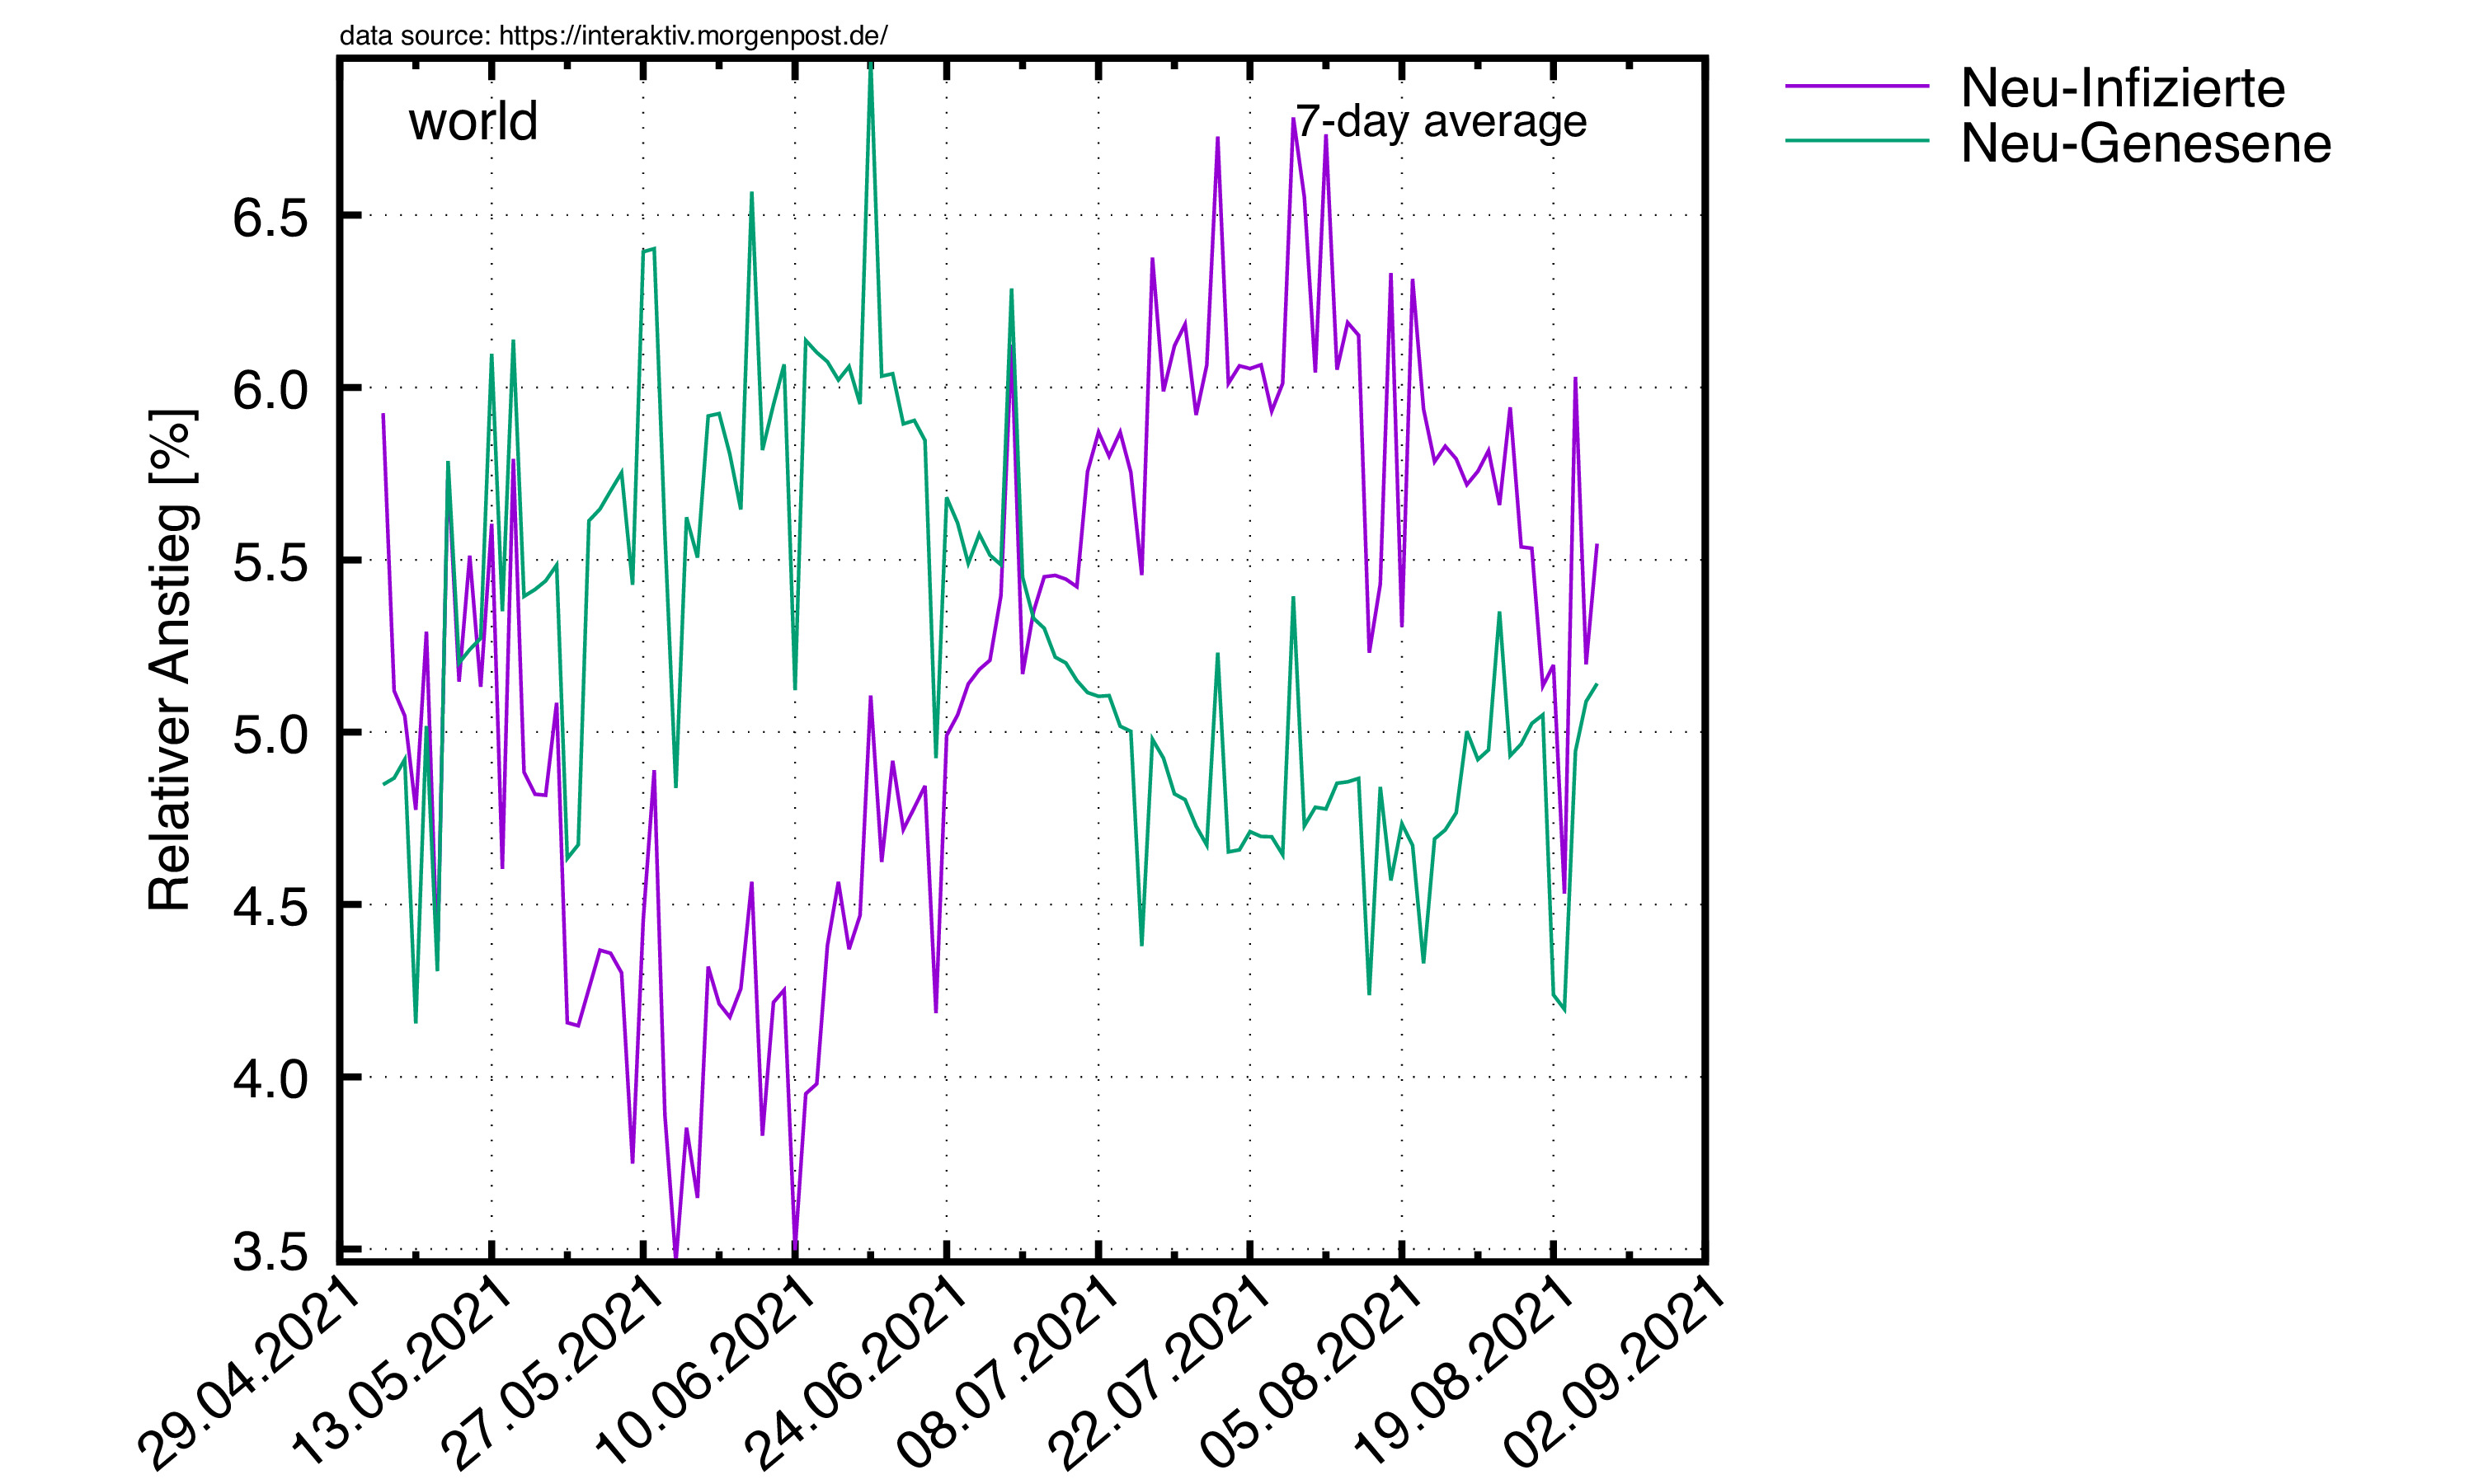 data source: https://interaktiv.morgenpost.de/
world
7-day average
Neu-Infizierte
Neu-Genesene
Relativer Anstieg [%]
6.5
6.0
5.5
5.0
4.5
4.0
3.5
29.04.2021
13.05.2021
27.05.2021
10.06.2021
24.06.2021
08.07.2021
22.07.2021
05.08.2021
19.08.2021
02.09.2021